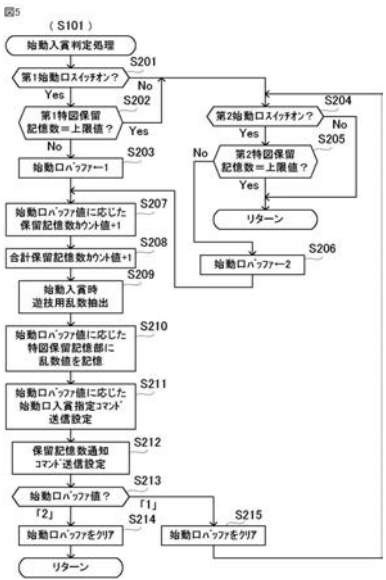 図5
(S101)
始動入賞判定処理
S201
第1始動口スイッチオン?
Yes
No
S202
第1特図保留
記憶数=上限値?
Yes
No
S203
始動口バッファ←1
S204
第2始動口スイッチオン?
Yes
No
S205
第2特図保留
記憶数=上限値?
No
Yes
リターン
S206
始動口バッファ←2
S207
始動口バッファ値に応じた
保留記憶数カウント値+1
S208
合計保留記憶数カウント値+1
S209
始動入賞時
遊技用乱数抽出
S210
始動口バッファ値に応じた
特図保留記憶部に
乱数値を記憶
S211
始動口バッファ値に応じた
始動口入賞指定コマンド
送信設定
S212
保留記憶数通知
コマンド送信設定
S213
始動口バッファ値?
「2」
「1」
S214
始動口バッファをクリア
S215
始動口バッファをクリア
リターン